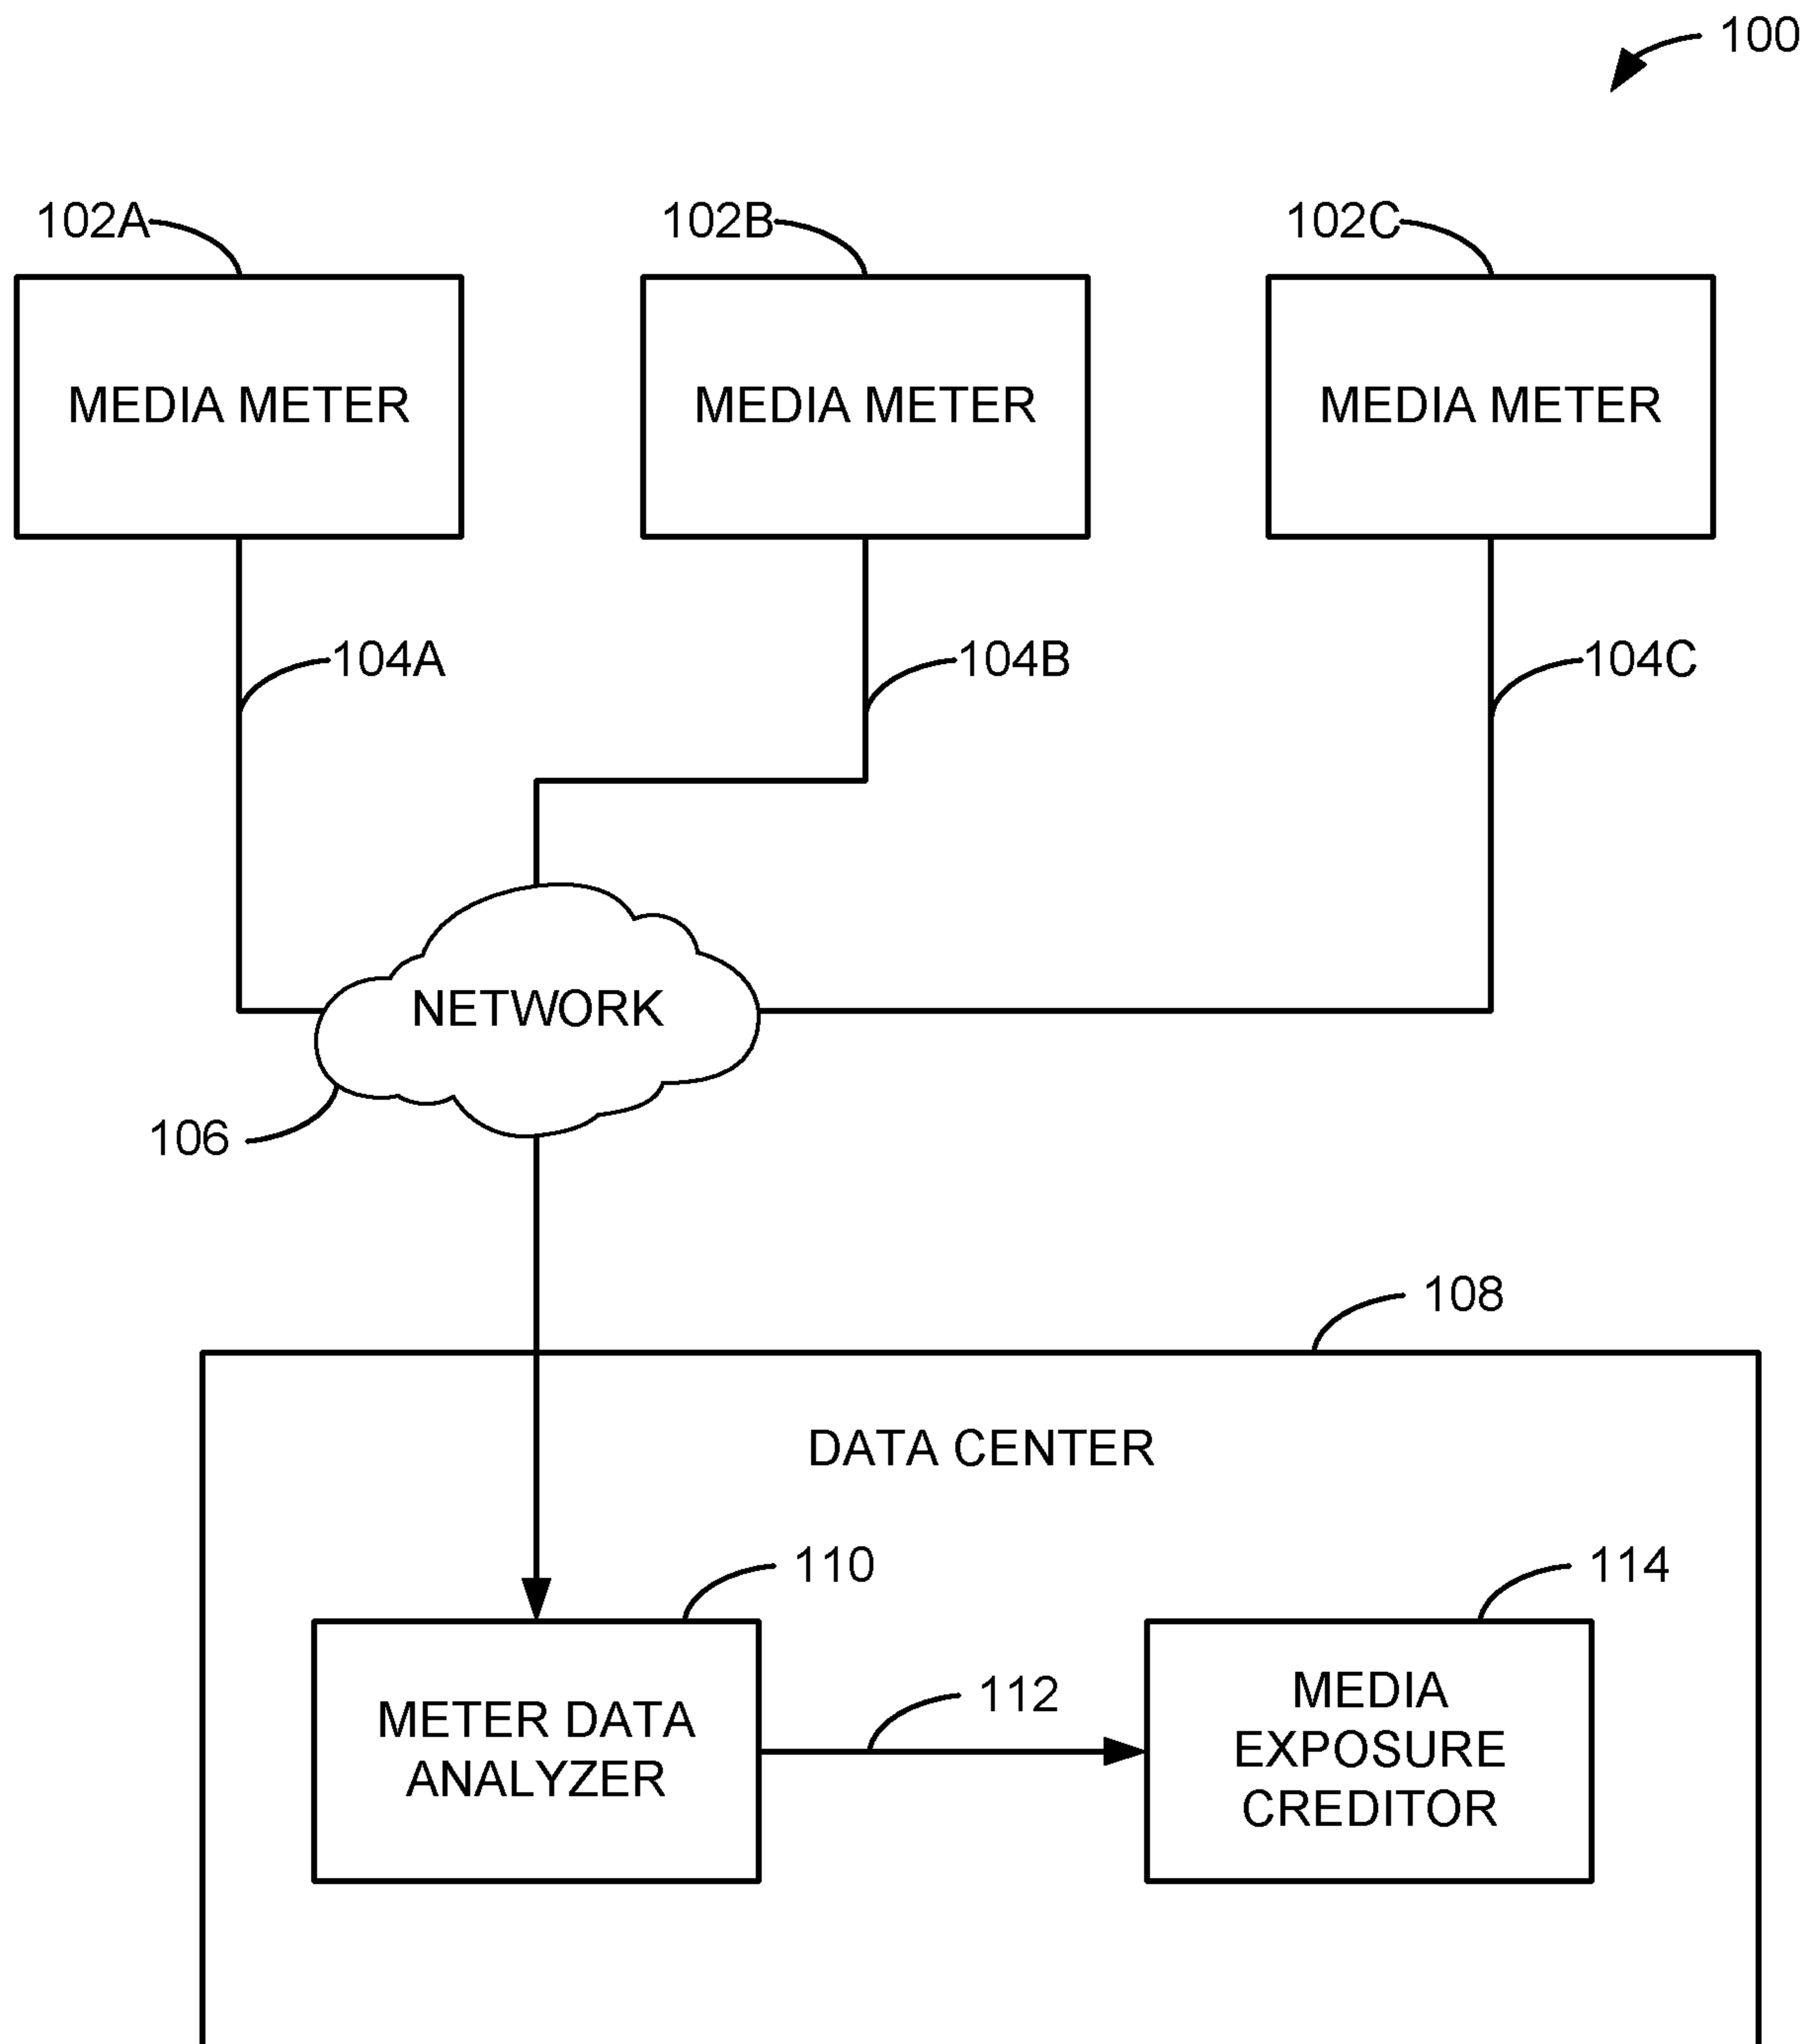 100
102A
102B
102C
MEDIA METER
MEDIA METER
MEDIA METER
104A
104B
104C
NETWORK
106
108
DATA CENTER
110
114
112
METER DATA
ANALYZER
MEDIA
EXPOSURE
CREDITOR